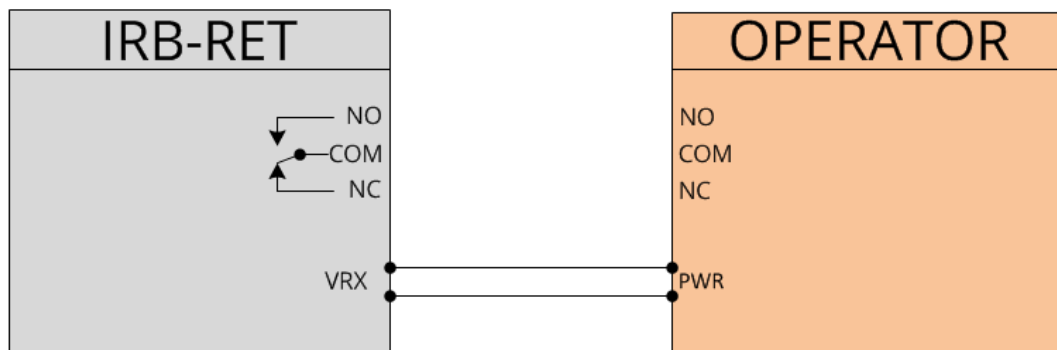 IRB-RET
OPERATOR
NO
COM
NC
VRX
NO
COM
NC
PWR